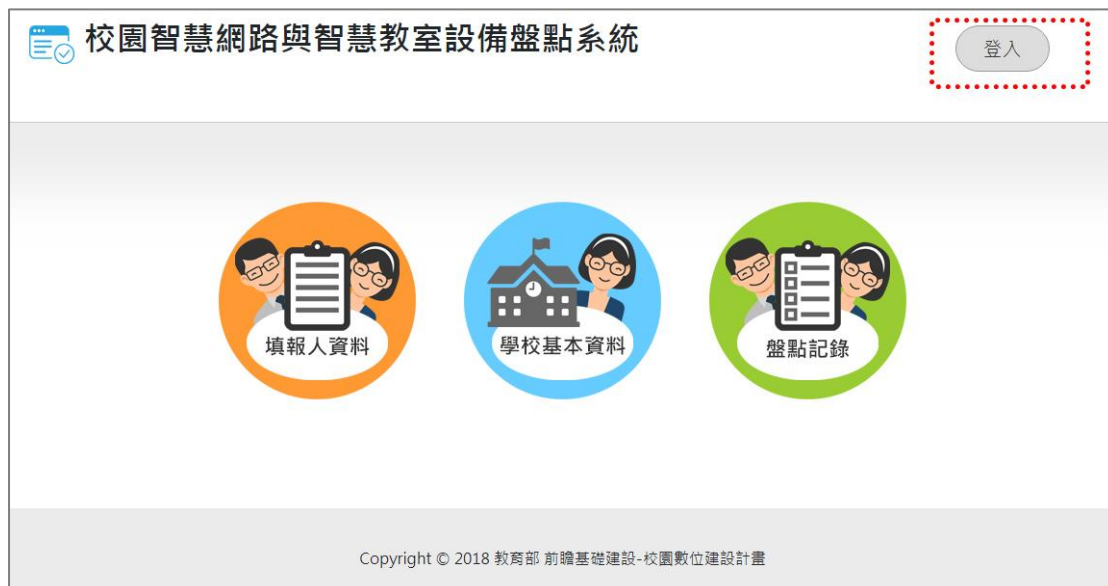 校園智慧網路與智慧教室設備盤點系統
登入
填報人資料
學校基本資料
盤點記錄
Copyright © 2018 教育部 前瞻基礎建設-校園數位建設計畫